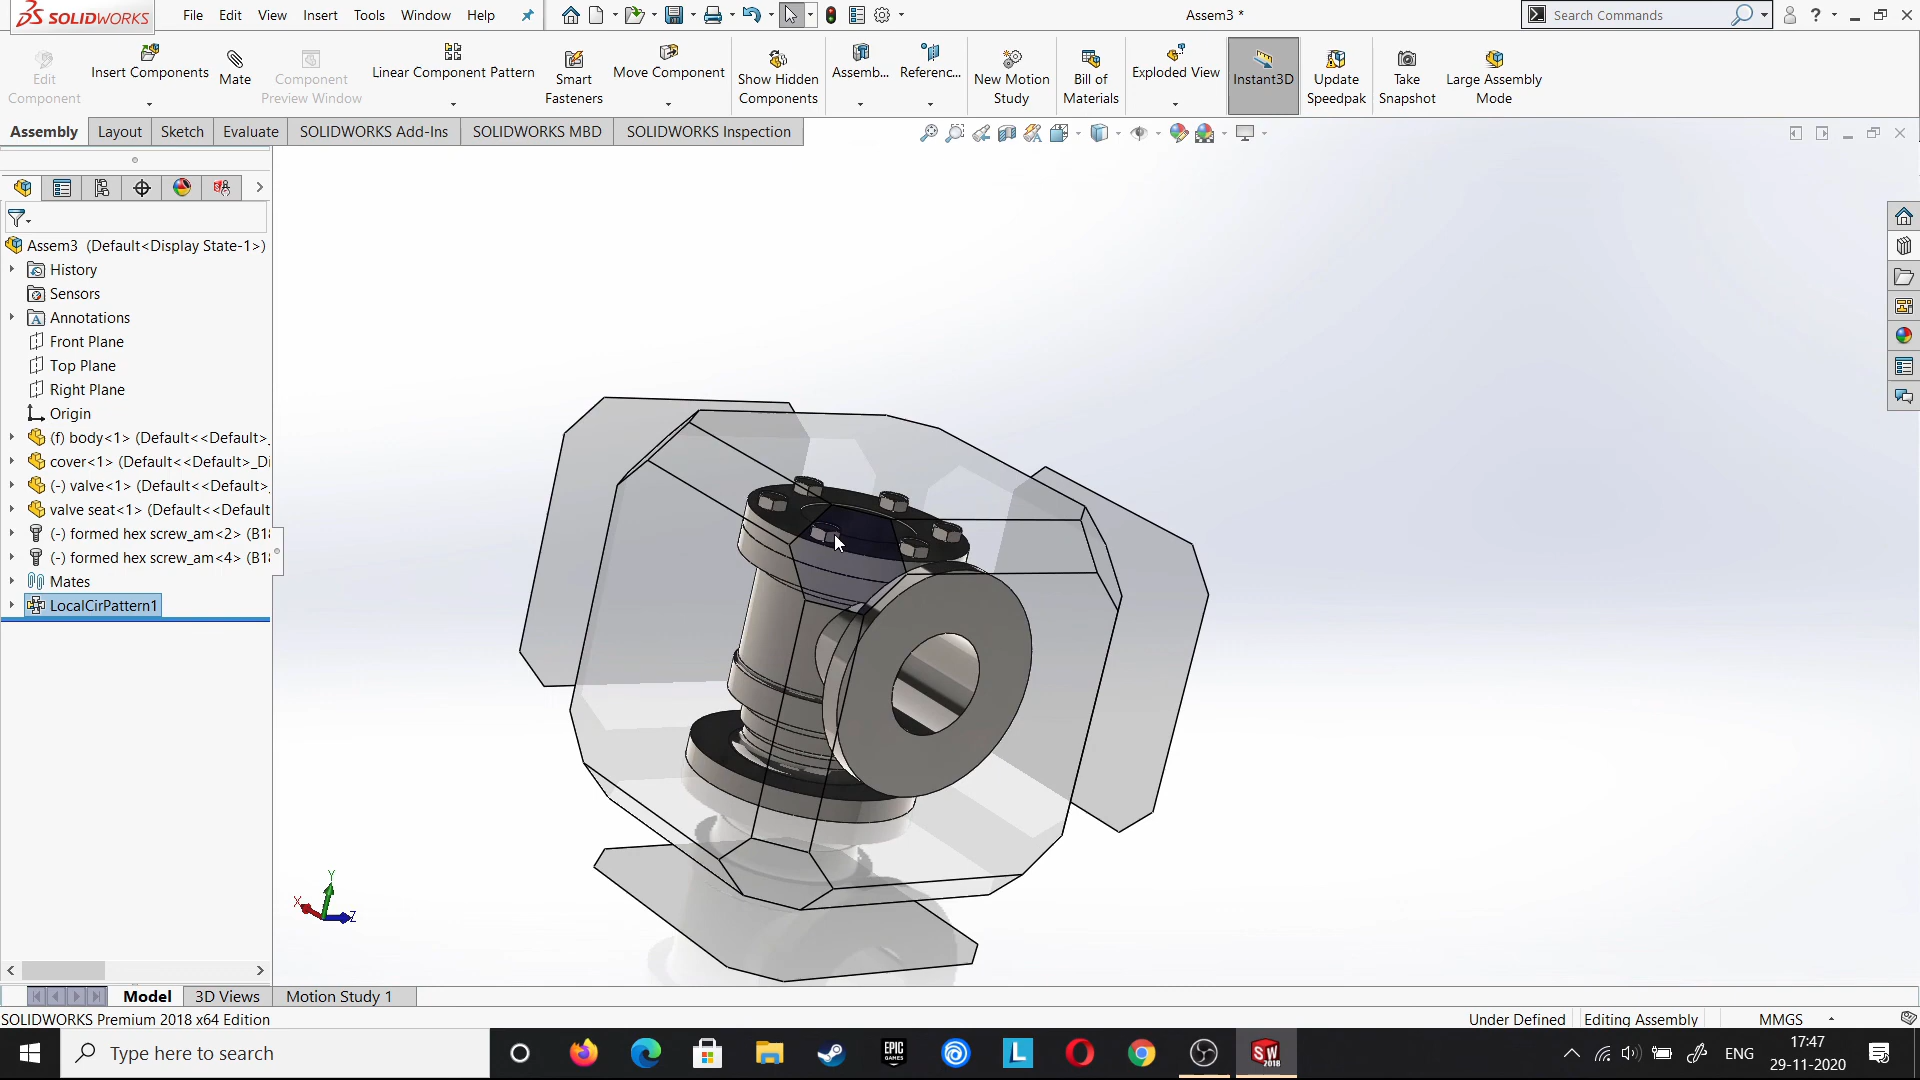 SOLIDWORKS File Edit View Insert Tools Window Help Assem3 * Search Commands ?
Edit Component
Insert Components
Mate
Component Preview Window
Linear Component Pattern
Smart Fasteners
Move Component
Show Hidden Components
Assemb...
Referenc...
New Motion Study
Bill of Materials
Exploded View
Instant3D
Update Speedpak
Take Snapshot
Large Assembly Mode
Assembly Layout Sketch Evaluate SOLIDWORKS Add-Ins SOLIDWORKS MBD SOLIDWORKS Inspection
Assem3 (Default<Display State-1>)
History
Sensors
Annotations
Front Plane
Top Plane
Right Plane
Origin
(f) body<1> (Default<<Default>_
cover<1> (Default<<Default>_Di
(-) valve<1> (Default<<Default>_
valve seat<1> (Default<<Default
(-) formed hex screw_am<2> (B18
(-) formed hex screw_am<4> (B18
Mates
LocalCirPattern1
Y
X
Z
Model 3D Views Motion Study 1
SOLIDWORKS Premium 2018 x64 Edition Under Defined Editing Assembly MMGS
Type here to search EPIC GAMES L SW 2018 ENG 17:47
29-11-2020